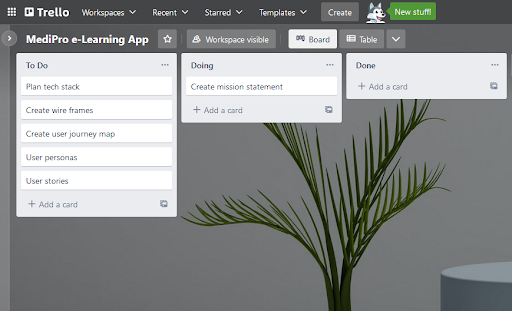 Trello Workspaces Recent Starred Templates Create New stuff!
MediPro e-Learning App Workspace visible Board Table
To Do
Plan tech stack
Create wire frames
Create user journey map
User personas
User stories
+ Add a card
Doing
Create mission statement
+ Add a card
Done
+ Add a card